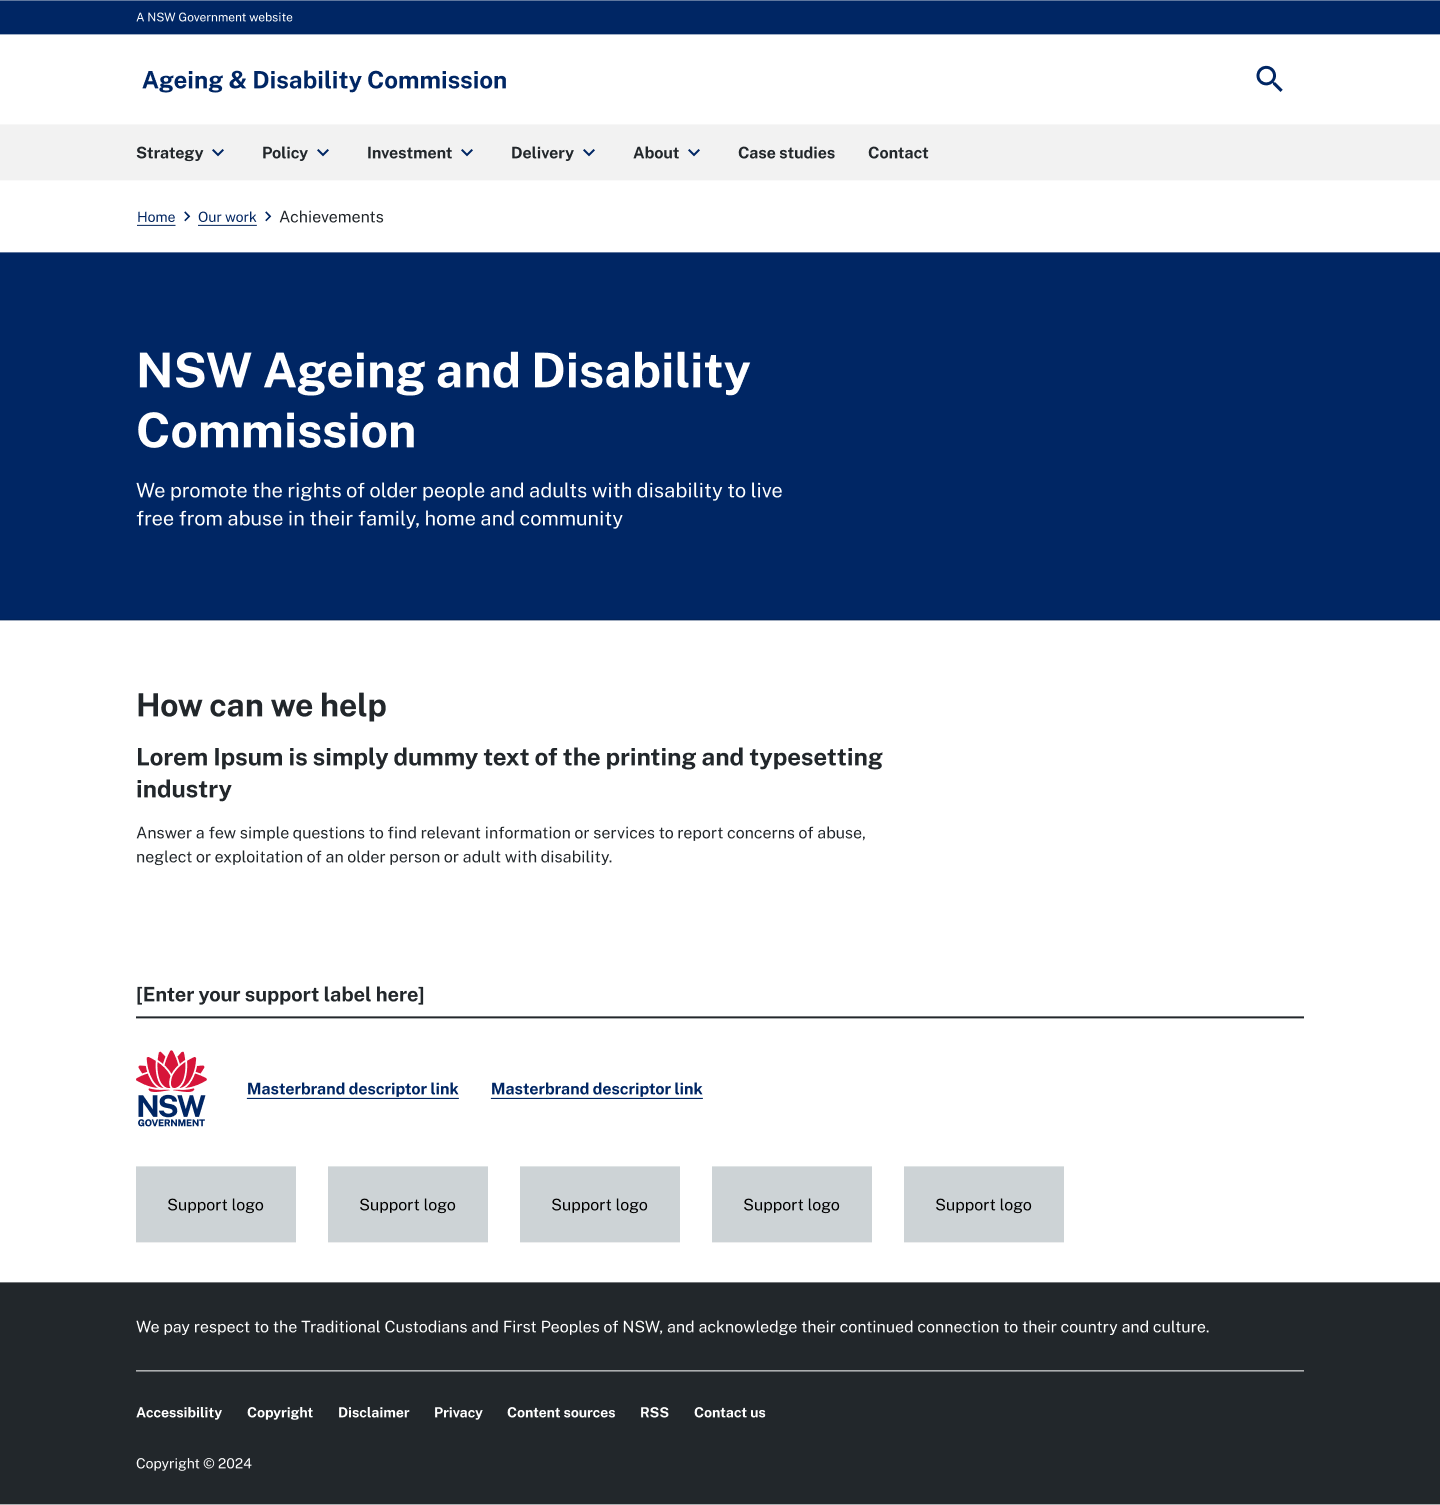 A NSW Government website
Ageing & Disability Commission
Strategy Policy Investment Delivery About Case studies Contact
Home Our work Achievements
NSW Ageing and Disability
Commission
We promote the rights of older people and adults with disability to live
free from abuse in their family, home and community
How can we help
Lorem Ipsum is simply dummy text of the printing and typesetting
industry
Answer a few simple questions to find relevant information or services to report concerns of abuse,
neglect or exploitation of an older person or adult with disability.
[Enter your support label here]
NSW
GOVERNMENT
Masterbrand descriptor link Masterbrand descriptor link
Support logo Support logo Support logo Support logo Support logo
We pay respect to the Traditional Custodians and First Peoples of NSW, and acknowledge their continued connection to their country and culture.
Accessibility Copyright Disclaimer Privacy Content sources RSS Contact us
Copyright © 2024